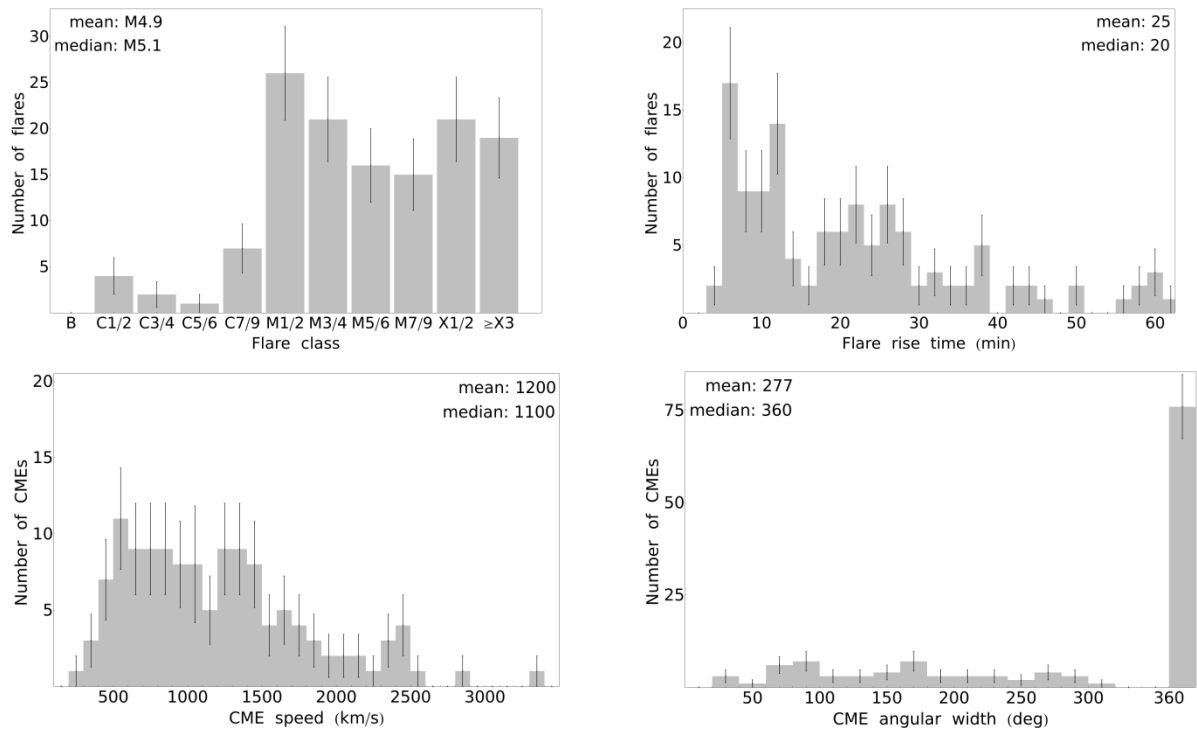 mean: M4.9
median: M5.1
Number of flares
30
25
20
15
10
5
B C1/2 C3/4 C5/6 C7/9 M1/2 M3/4 M5/6 M7/9 X1/2 ≥X3
Flare class
mean: 25
median: 20
Number of flares
20
15
10
5
0 10 20 30 40 50 60
Flare rise time (min)
mean: 1200
median: 1100
Number of CMEs
20
15
10
5
500 1000 1500 2000 2500 3000
CME speed (km/s)
mean: 277
median: 360
Number of CMEs
75
50
25
50 100 150 200 250 300 360
CME angular width (deg)